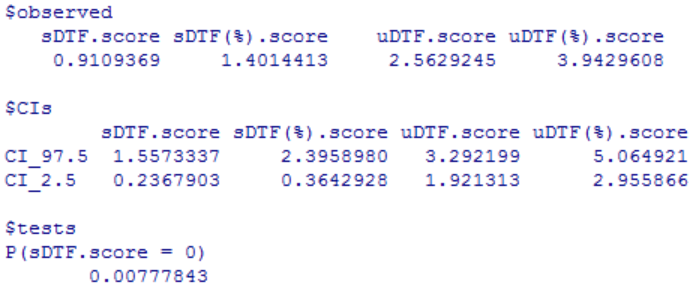 $observed
sDTF.score sDTF(%).score uDTF.score uDTF(%).score
0.9109369 1.4014413 2.5629245 3.9429608
$CIs
sDTF.score sDTF(%).score uDTF.score uDTF(%).score
CI_97.5 1.5573337 2.3958980 3.292199 5.064921
CI_2.5 0.2367903 0.3642928 1.921313 2.955866
$tests
P(sDTF.score = 0)
0.00777843